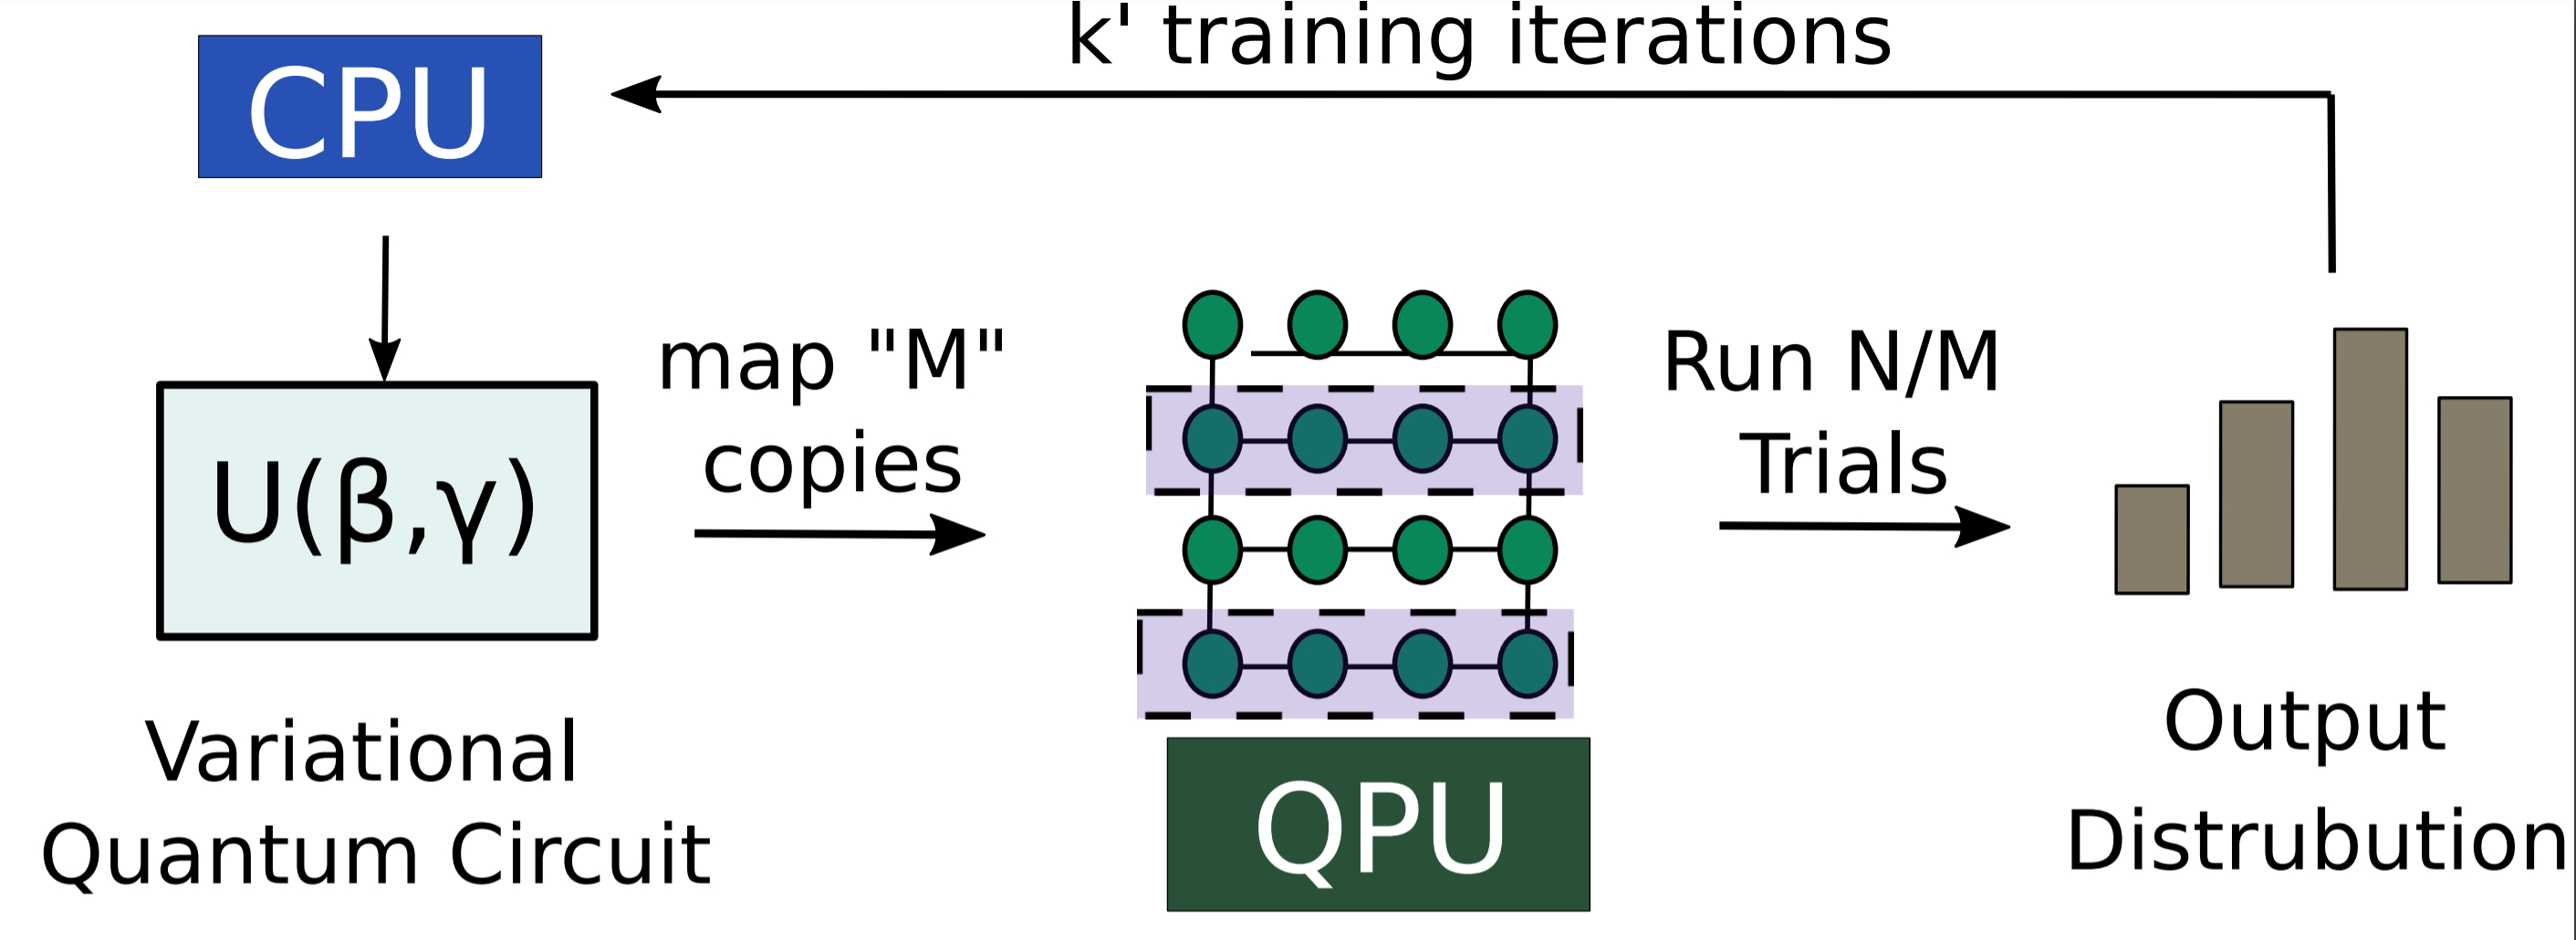 k' training iterations
CPU
map "M"
copies
Run N/M
Trials
U(β,γ)
Variational
Quantum Circuit
QPU
Output
Distrubution